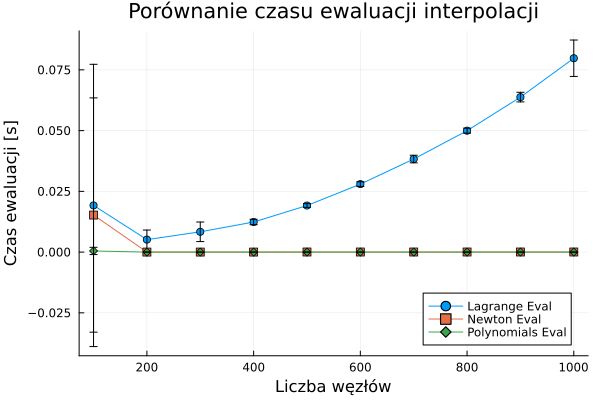 Porównanie czasu ewaluacji interpolacji
Czas ewaluacji [s]
0.075
0.050
0.025
0.000
−0.025
200
400
600
800
1000
Liczba węzłów
Lagrange Eval
Newton Eval
Polynomials Eval